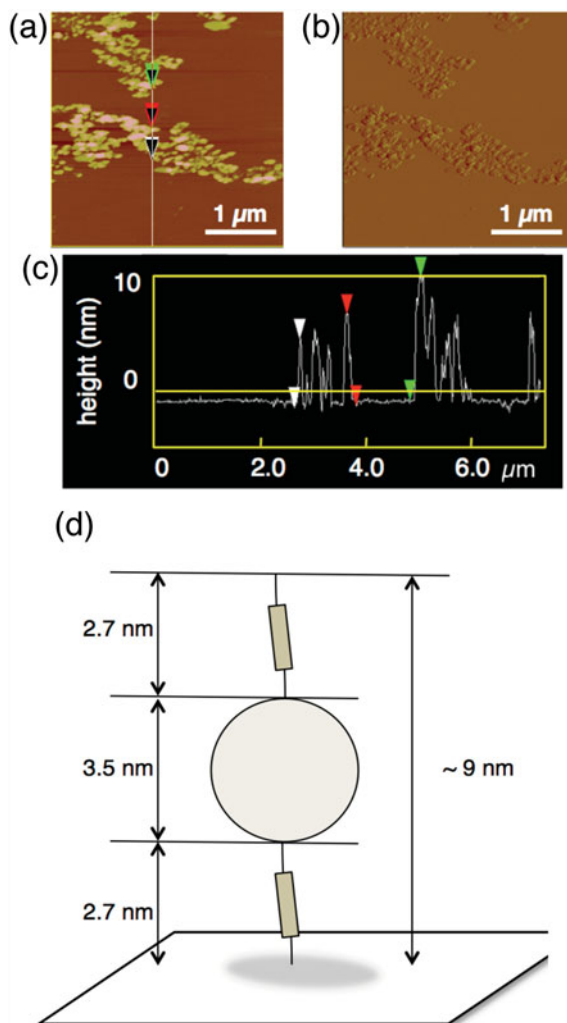 (a)
(b)
1 μm
1 μm
(c)
height (nm)
10
0
0
2.0
4.0
6.0
μm
(d)
2.7 nm
3.5 nm
~ 9 nm
2.7 nm